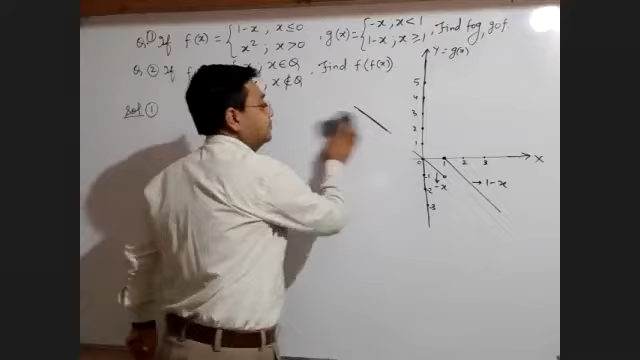 Q.① If f(x) = { 1-x ; x ≤ 0 , g(x) = { -x , x < 1 , Find fog, gof.
x² ; x > 0 1-x ; x ≥ 1
Q.② If f , x ∈ Q . Find f(f(x))
, x ∉ Q
Sol ①
Y = g(x)
5
4
3
2
1
0 1 2 3 X
-1
-2
-3
-x
1-x